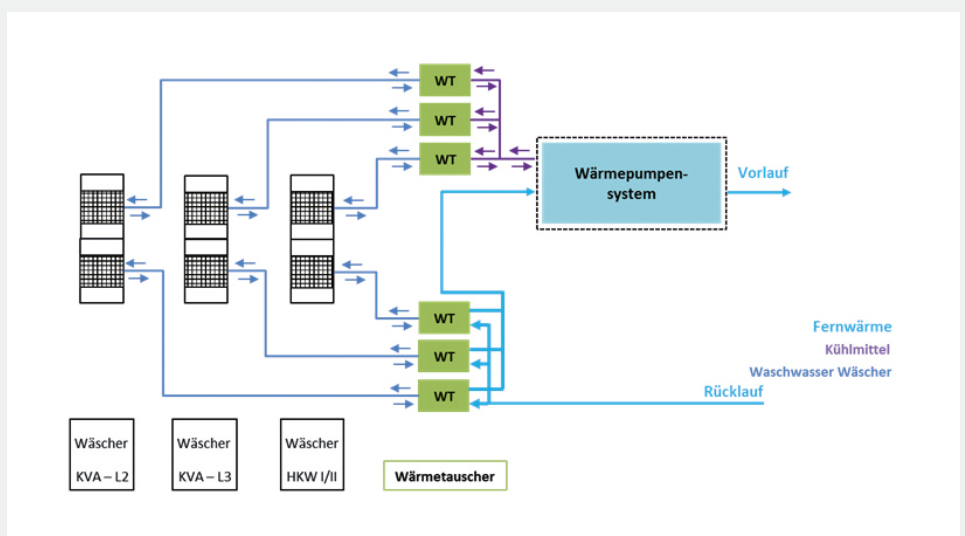 WT
WT
WT
Wärmepumpen-
system
Vorlauf
WT
WT
WT
Fernwärme
Kühlmittel
Waschwasser Wäscher
Rücklauf
Wäscher
KVA – L2
Wäscher
KVA – L3
Wäscher
HKW I/II
Wärmetauscher